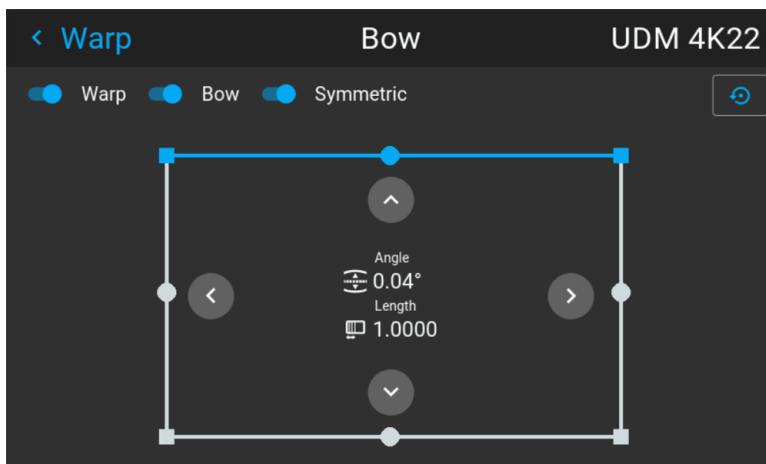 Warp Bow UDM 4K22
Warp Bow Symmetric
Angle
0.04°
Length
1.0000